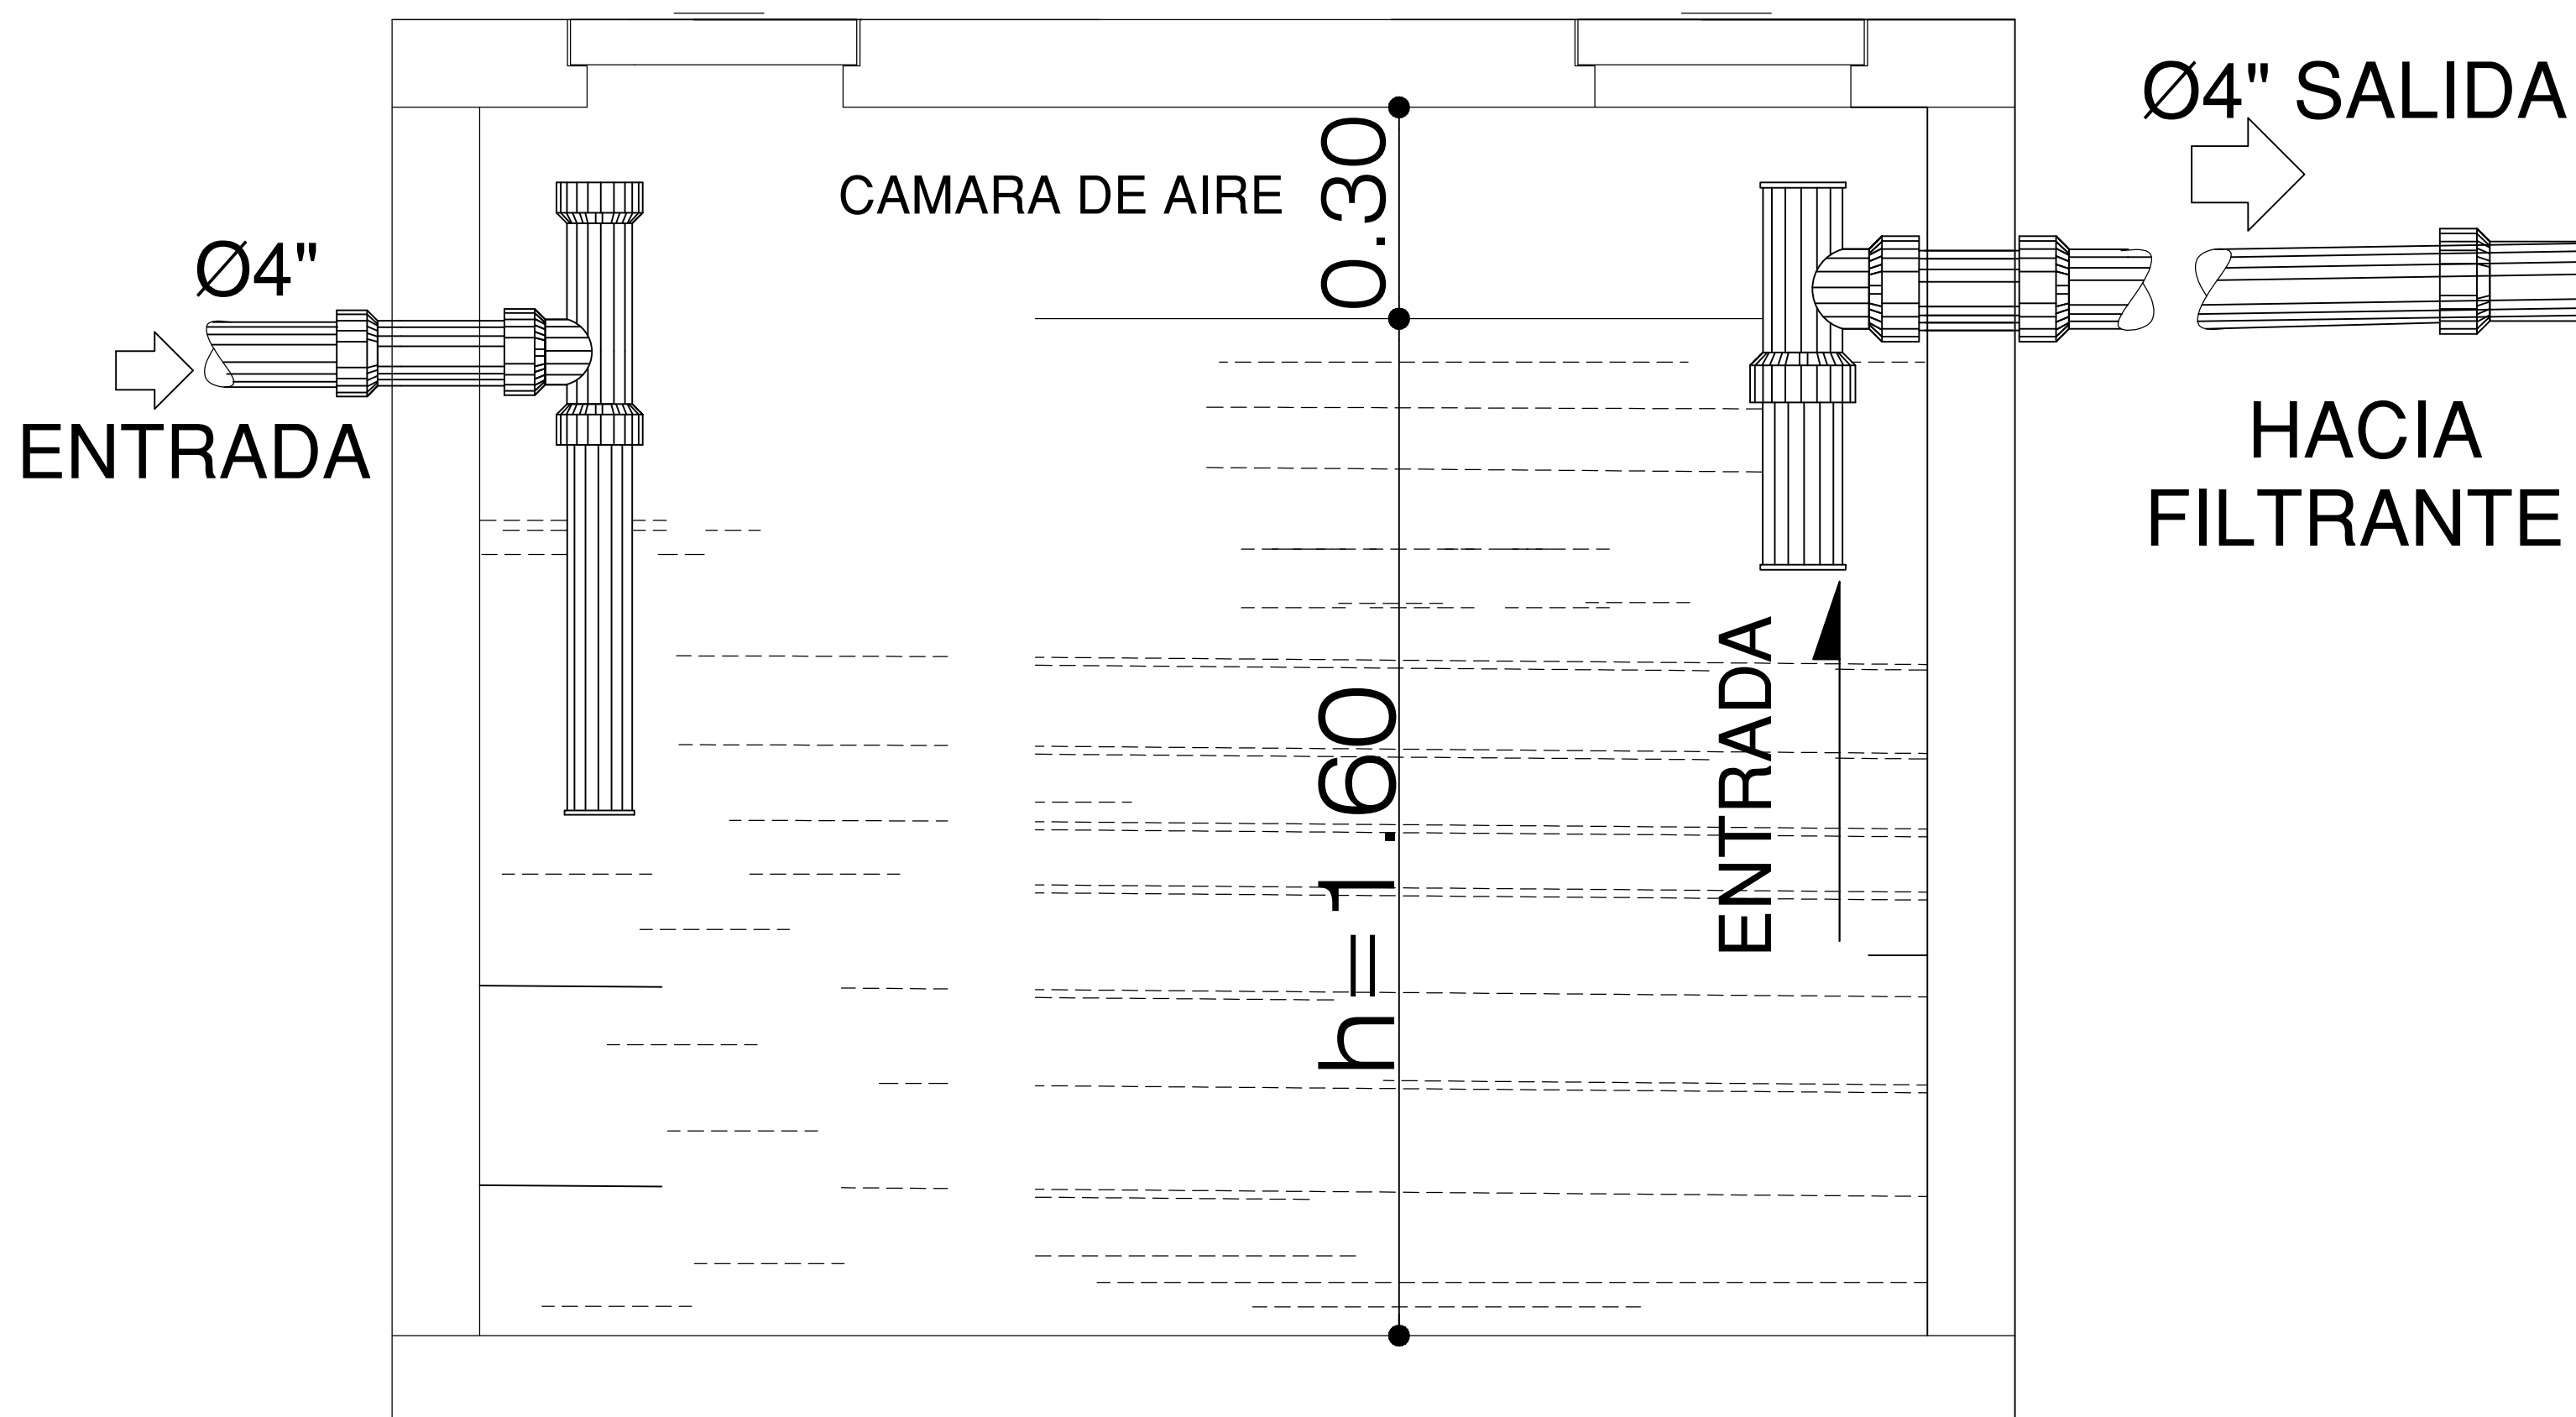 Ø4" SALIDA
CAMARA DE AIRE
0.30
Ø4"
ENTRADA
HACIA
FILTRANTE
h=1.60
ENTRADA